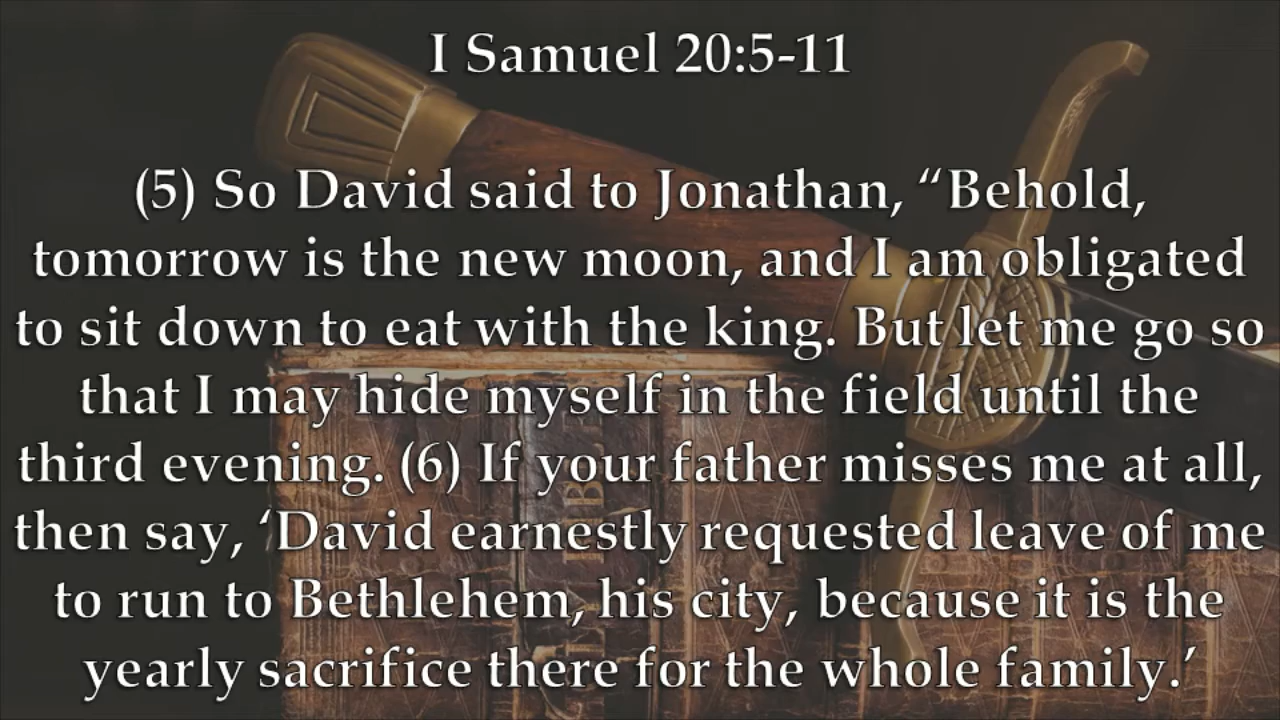 I Samuel 20:5-11
(5) So David said to Jonathan, “Behold,
tomorrow is the new moon, and I am obligated
to sit down to eat with the king. But let me go so
that I may hide myself in the field until the
third evening. (6) If your father misses me at all,
then say, ‘David earnestly requested leave of me
to run to Bethlehem, his city, because it is the
yearly sacrifice there for the whole family.’